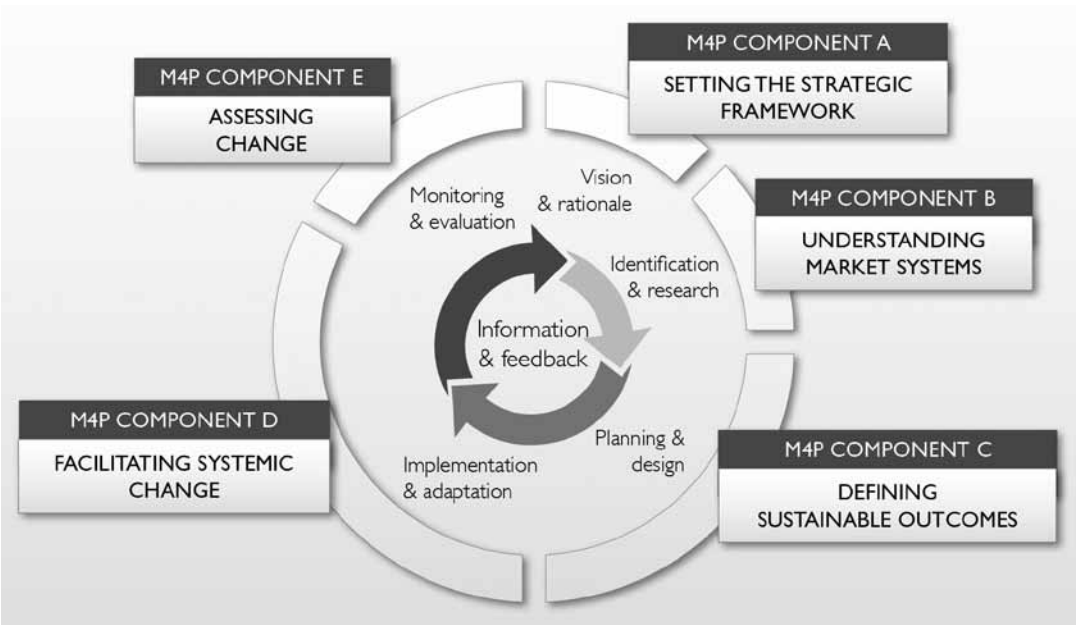 M4P COMPONENT A
SETTING THE STRATEGIC
FRAMEWORK
M4P COMPONENT B
UNDERSTANDING
MARKET SYSTEMS
M4P COMPONENT C
DEFINING
SUSTAINABLE OUTCOMES
M4P COMPONENT D
FACILITATING SYSTEMIC
CHANGE
M4P COMPONENT E
ASSESSING
CHANGE
Vision
& rationale
Identification
& research
Planning &
design
Implementation
& adaptation
Monitoring
& evaluation
Information
& feedback